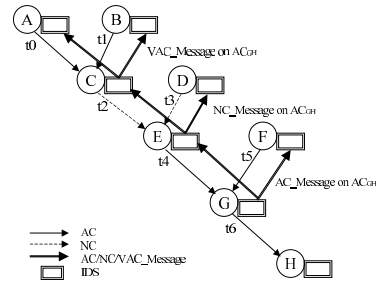 A
B
t0
t1
VAC_Message on ACGH
C
D
t2
t3
NC_Message on ACGH
E
F
t4
t5
AC_Message on ACGH
G
t6
H
AC
NC
AC/NC/VAC_Message
IDS